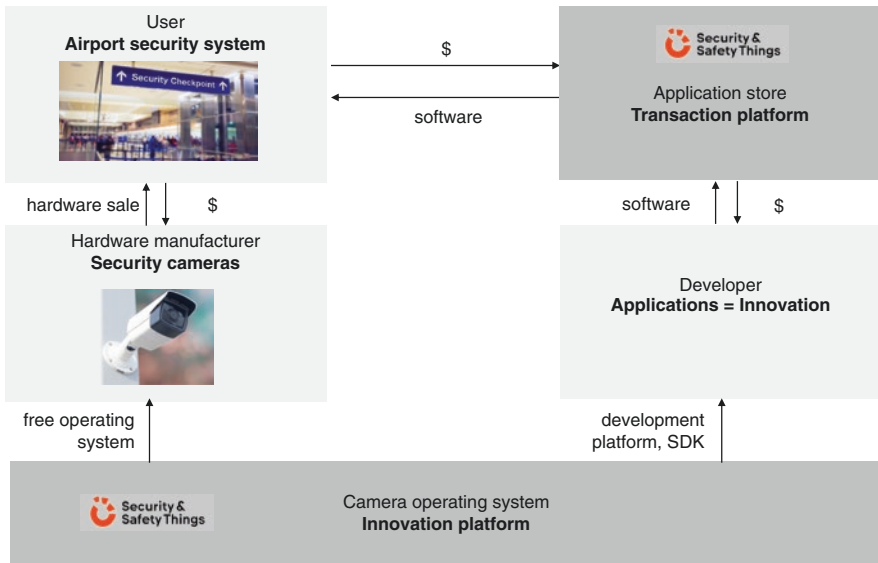 User
Airport security system
Security Checkpoint
$
software
Security &
Safety Things
Application store
Transaction platform
hardware sale
$
software
$
Hardware manufacturer
Security cameras
Developer
Applications = Innovation
free operating
system
development
platform, SDK
Security &
Safety Things
Camera operating system
Innovation platform